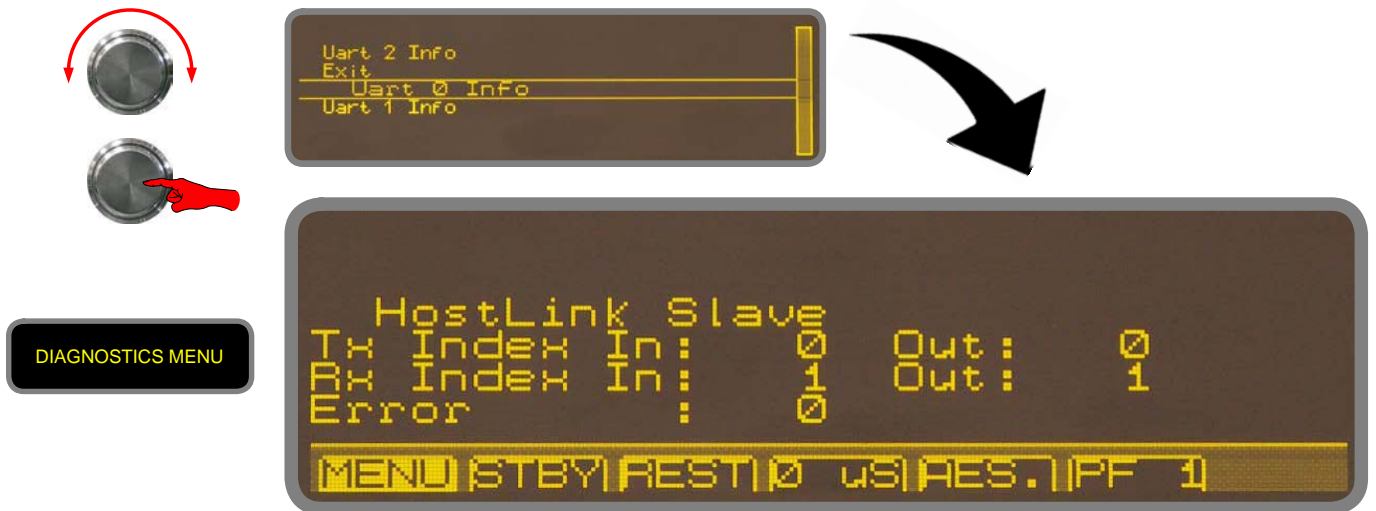 Uart 2 Info
Exit
Uart 0 Info
Uart 1 Info
DIAGNOSTICS MENU
HostLink Slave
Tx Index In: 0 Out: 0
Rx Index In: 1 Out: 1
Error : 0
MENU STBY REST 0 uS AES. PF 1